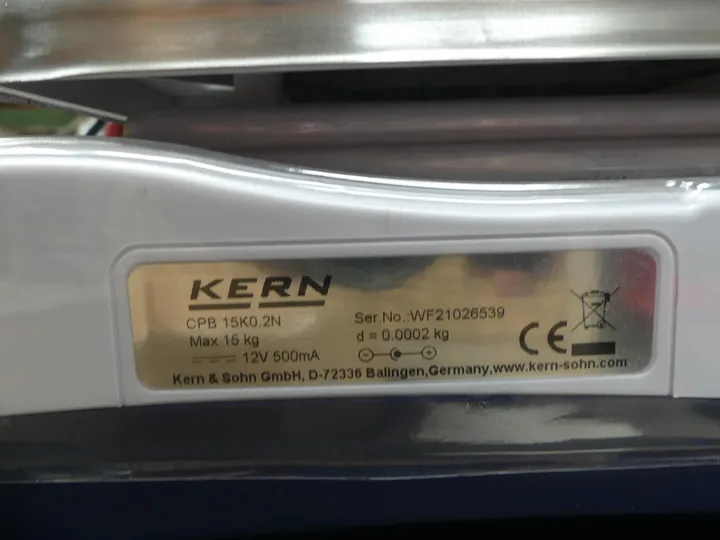 KERN
CPB 15K0.2N
Ser.No.:WF21026539
Max 15 kg
d = 0.0002 kg
12V 500mA
CE
Kern & Sohn GmbH, D-72336 Balingen,Germany,www.kern-sohn.com